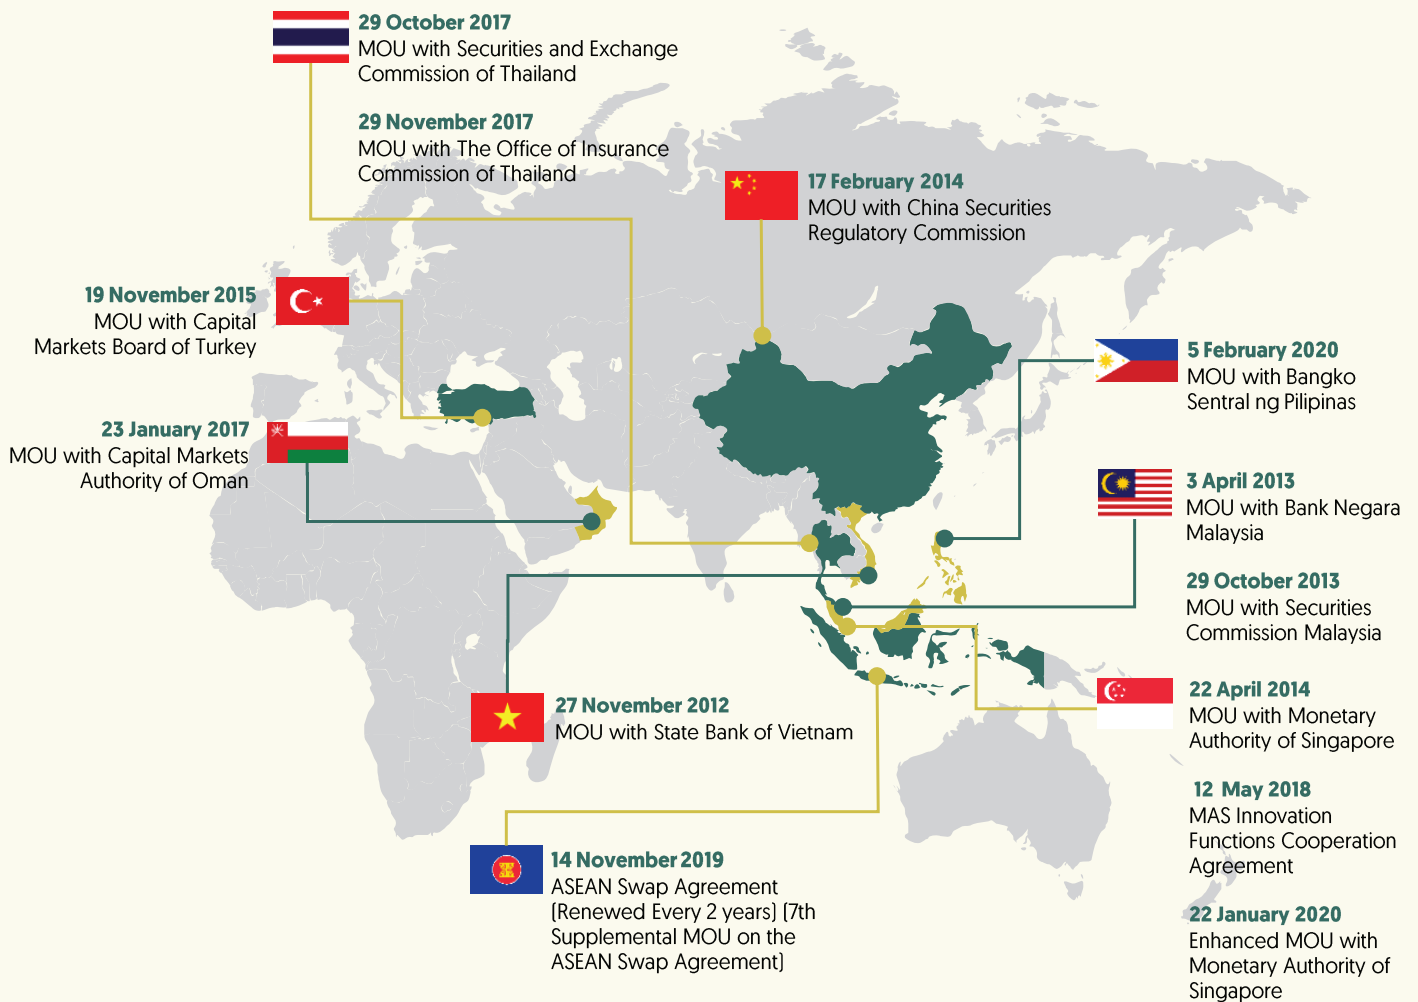 29 October 2017
MOU with Securities and Exchange
Commission of Thailand
29 November 2017
MOU with The Office of Insurance
Commission of Thailand
17 February 2014
MOU with China Securities
Regulatory Commission
19 November 2015
MOU with Capital
Markets Board of Turkey
5 February 2020
MOU with Bangko
Sentral ng Pilipinas
23 January 2017
MOU with Capital Markets
Authority of Oman
3 April 2013
MOU with Bank Negara
Malaysia
29 October 2013
MOU with Securities
Commission Malaysia
27 November 2012
MOU with State Bank of Vietnam
22 April 2014
MOU with Monetary
Authority of Singapore
12 May 2018
MAS Innovation
Functions Cooperation
Agreement
22 January 2020
Enhanced MOU with
Monetary Authority of
Singapore
14 November 2019
ASEAN Swap Agreement
(Renewed Every 2 years) (7th
Supplemental MOU on the
ASEAN Swap Agreement)